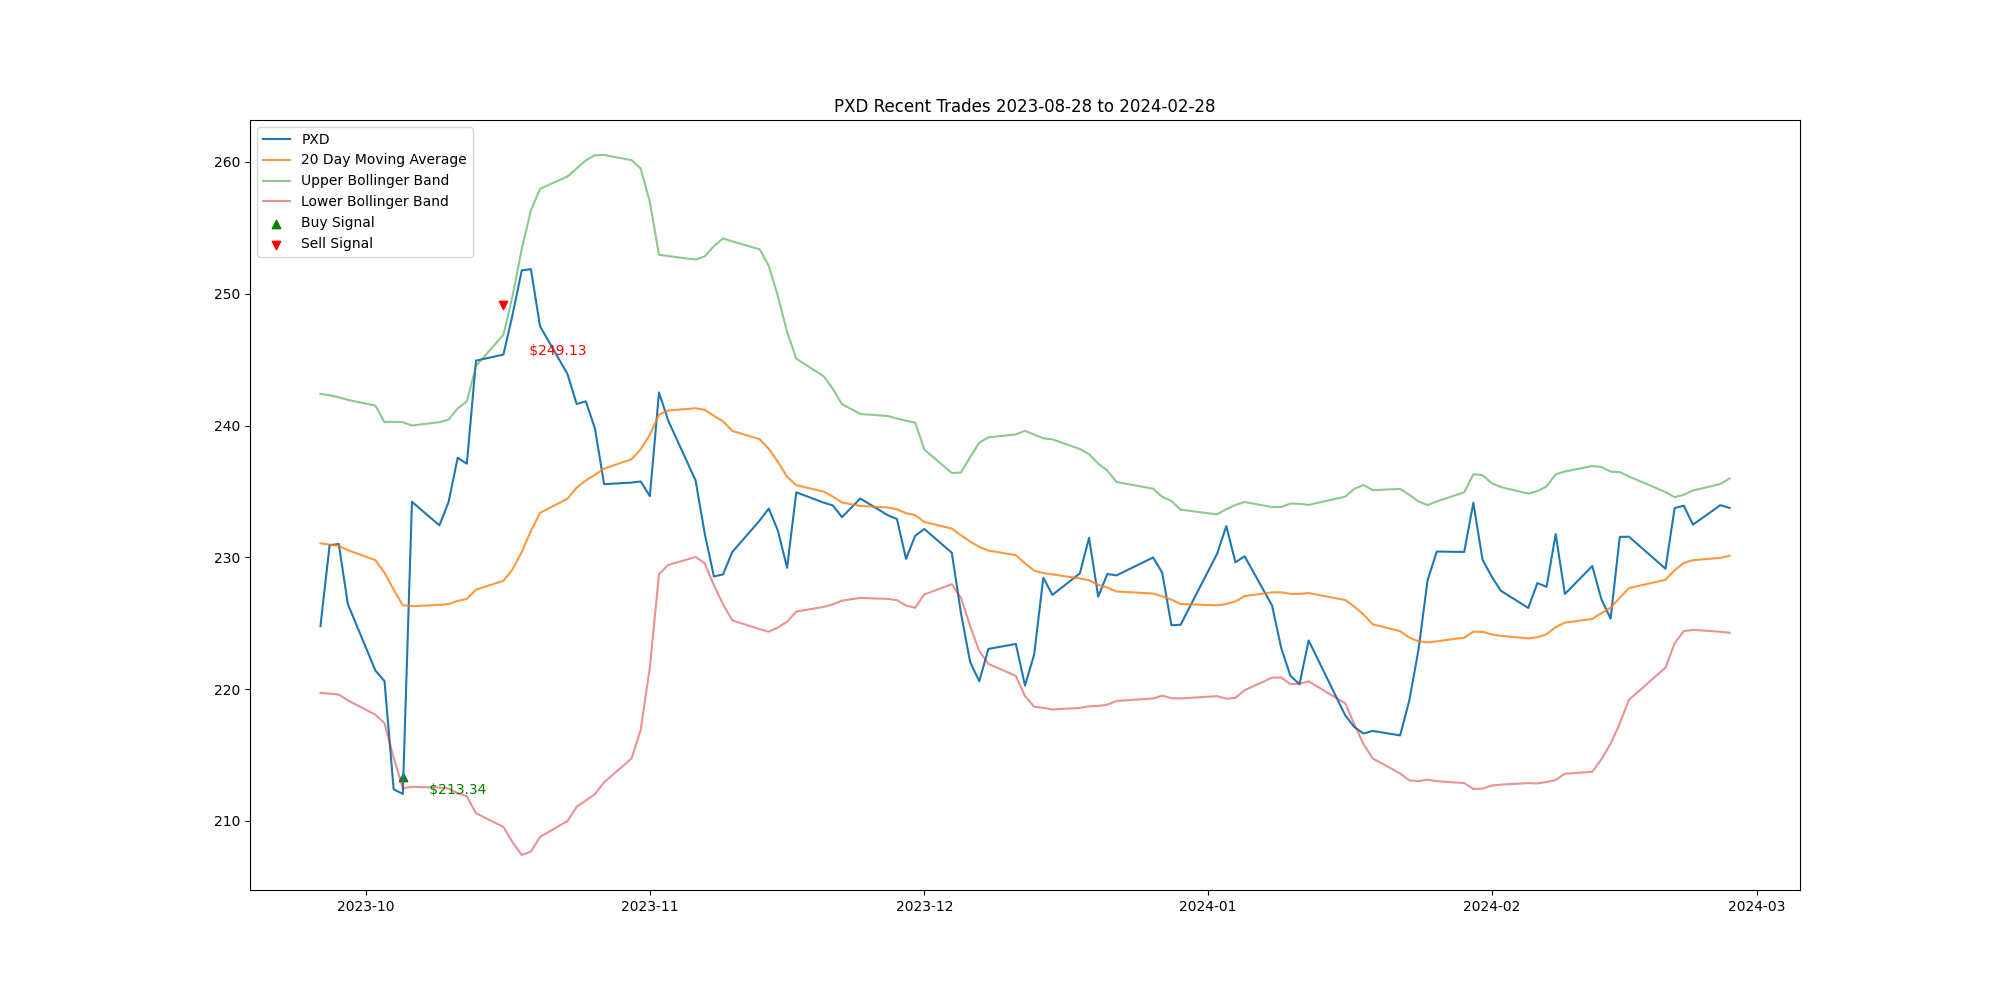 PXD Recent Trades 2023-08-28 to 2024-02-28
PXD
20 Day Moving Average
Upper Bollinger Band
Lower Bollinger Band
Buy Signal
Sell Signal
260
250
240
230
220
210
$249.13
$213.34
2023-10
2023-11
2023-12
2024-01
2024-02
2024-03